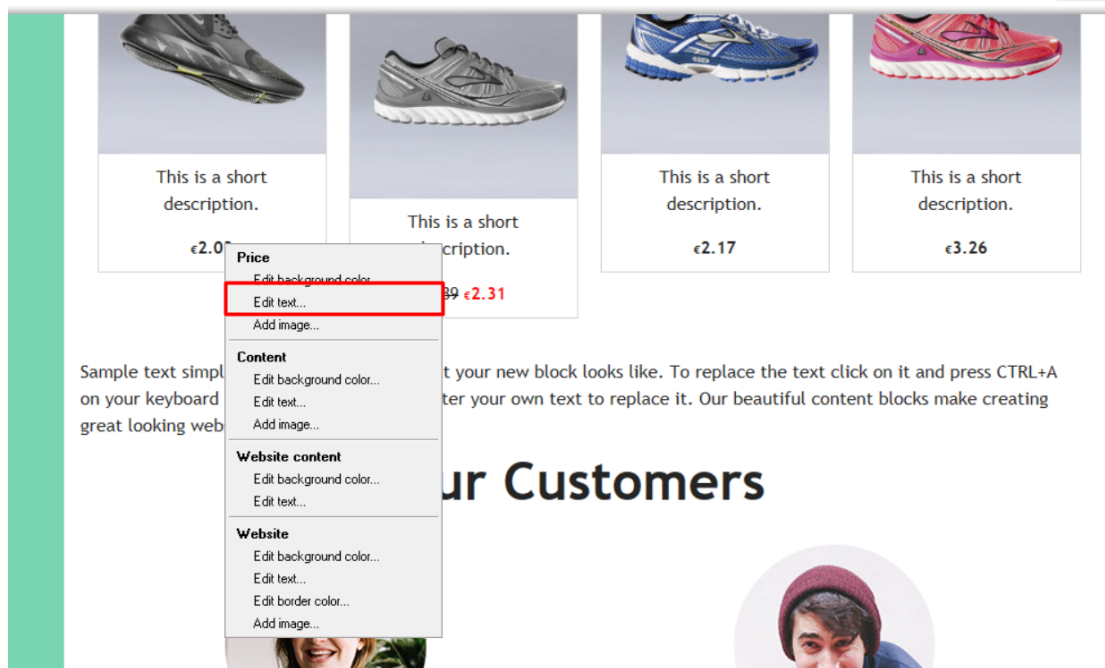 This is a short
description.
€2.0
This is a short
cription.
89 €2.31
This is a short
description.
€2.17
This is a short
description.
€3.26
Price
Edit background color...
Edit text...
Add image...
Content
Edit background color...
Edit text...
Add image...
Website content
Edit background color...
Edit text...
Website
Edit background color...
Edit text...
Edit border color...
Add image...
Sample text simpl t your new block looks like. To replace the text click on it and press CTRL+A
on your keyboard ter your own text to replace it. Our beautiful content blocks make creating
great looking web
ur Customers